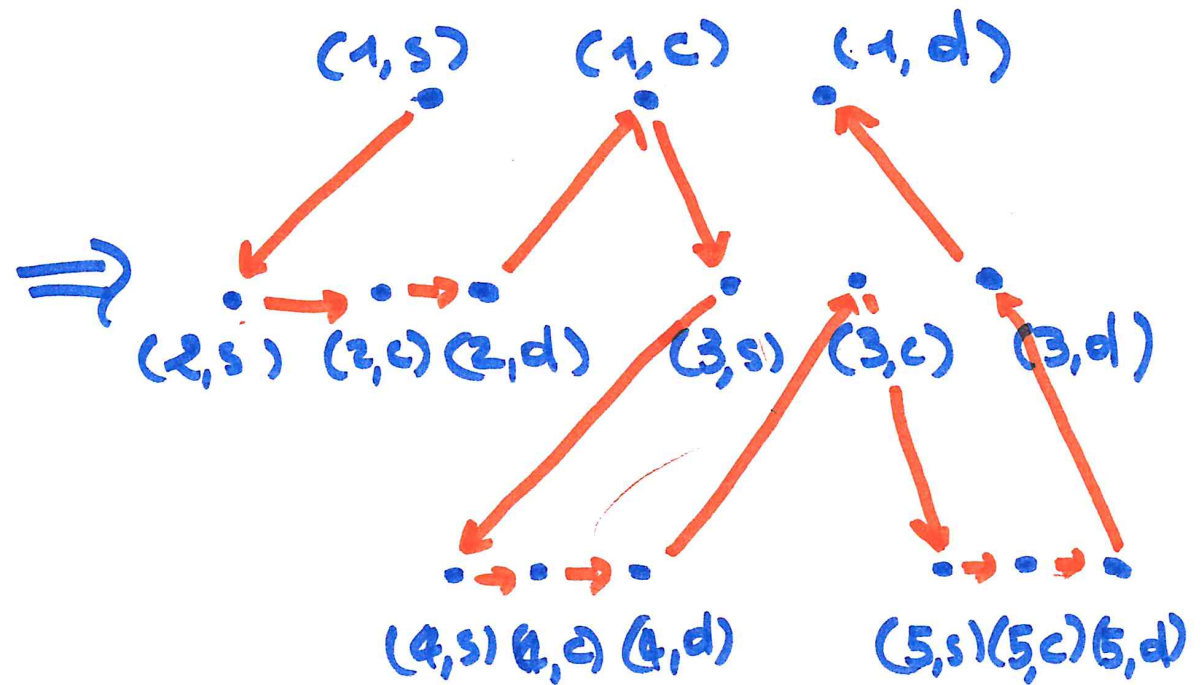 (1,s) (1,c) (1,d)
⇒
(2,s) (2,c) (2,d) (3,s) (3,c) (3,d)
(4,s) (4,c) (4,d) (5,s) (5,c) (5,d)